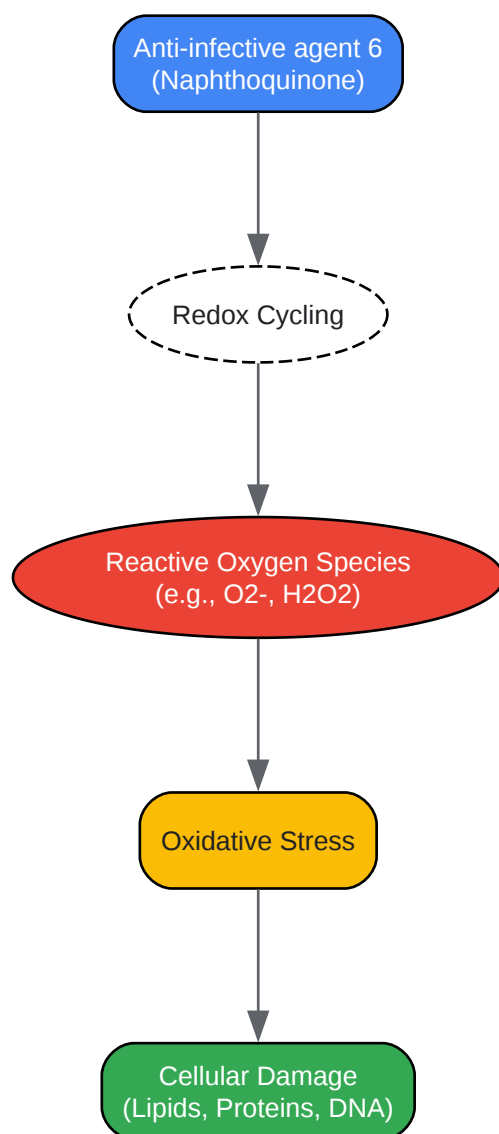 Anti-infective agent 6
(Naphthoquinone)
Redox Cycling
Reactive Oxygen Species
(e.g., O2-, H2O2)
Oxidative Stress
Cellular Damage
(Lipids, Proteins, DNA)